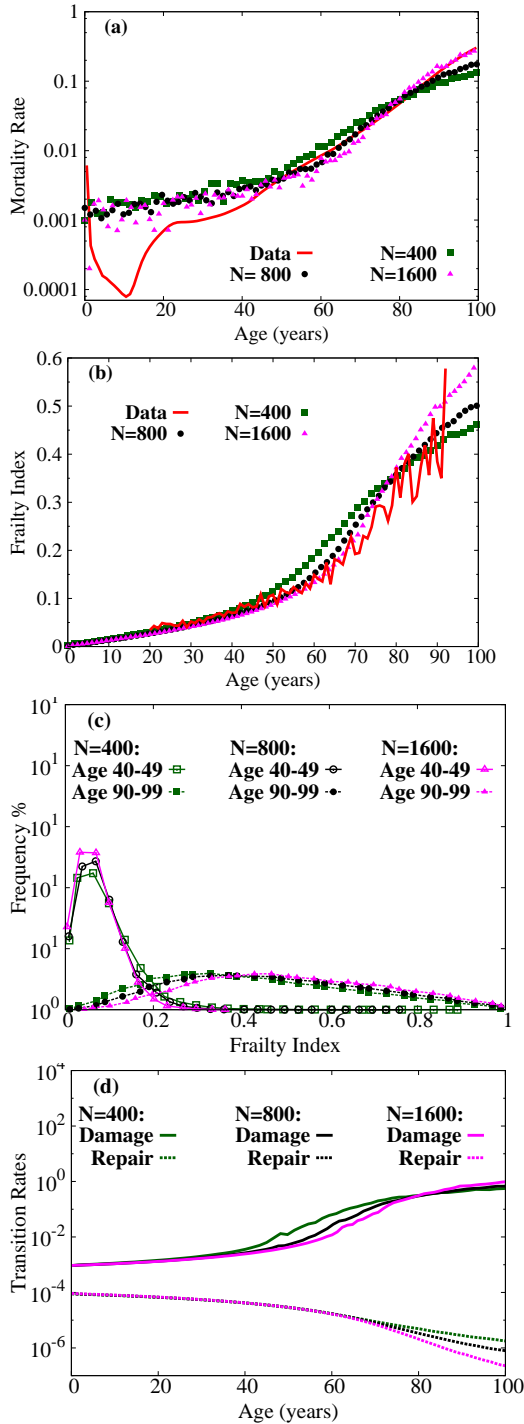 (a)
1
0.1
0.01
0.001
0.0001
Mortality Rate
Data
N=400
N= 800
N=1600
0 20 40 60 80 100
Age (years)
(b)
0.6
0.5
0.4
0.3
0.2
0.1
0
Frailty Index
Data
N=400
N=800
N=1600
0 10 20 30 40 50 60 70 80 90 100
Age (years)
(c)
10¹
10¹
10¹
10¹
10¹
10⁰
Frequency %
N=400: N=800: N=1600:
Age 40-49 Age 40-49 Age 40-49
Age 90-99 Age 90-99 Age 90-99
0 0.2 0.4 0.6 0.8 1
Frailty Index
(d)
10⁴
10²
10⁰
10⁻²
10⁻⁴
10⁻⁶
Transition Rates
N=400: N=800: N=1600:
Damage Damage Damage
Repair Repair Repair
0 20 40 60 80 100
Age (years)